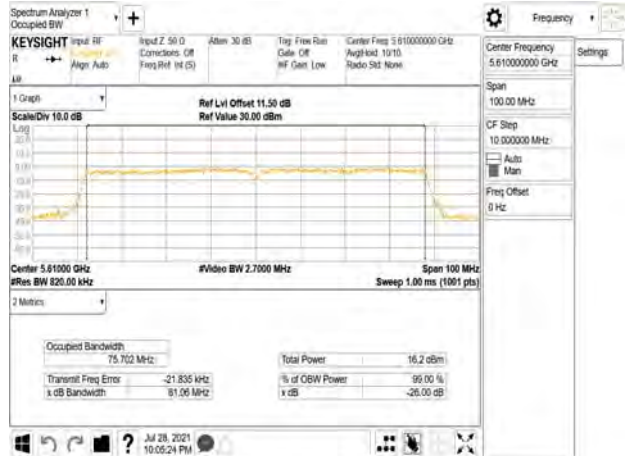 Spectrum Analyzer 1
Occupied BW
+
Frequency
KEYSIGHT
Input: RF
Input Z: 50 Ω
Atten: 30 dB
Trig: Free Run
Center Freq: 5.610000000 GHz
Corrections: Off
Gate: Off
Avg|Hold: 10/10
R
Align: Auto
Freq Ref: Int (S)
#IF Gain: Low
Radio Std: None
Center Frequency
5.610000000 GHz
Settings
Span
100.00 MHz
CF Step
10.000000 MHz
Auto
Man
Freq Offset
0 Hz
1 Graph
Scale/Div 10.0 dB
Ref Lvl Offset 11.50 dB
Ref Value 30.00 dBm
Log
Center 5.61000 GHz
#Video BW 2.7000 MHz
Span 100 MHz
#Res BW 820.00 kHz
Sweep 1.00 ms (1001 pts)
2 Metrics
Occupied Bandwidth
75.702 MHz
Total Power
16.2 dBm
Transmit Freq Error
-21.835 kHz
% of OBW Power
99.00 %
x dB Bandwidth
81.06 MHz
x dB
-26.00 dB
?
Jul 28, 2021
10:05:24 PM